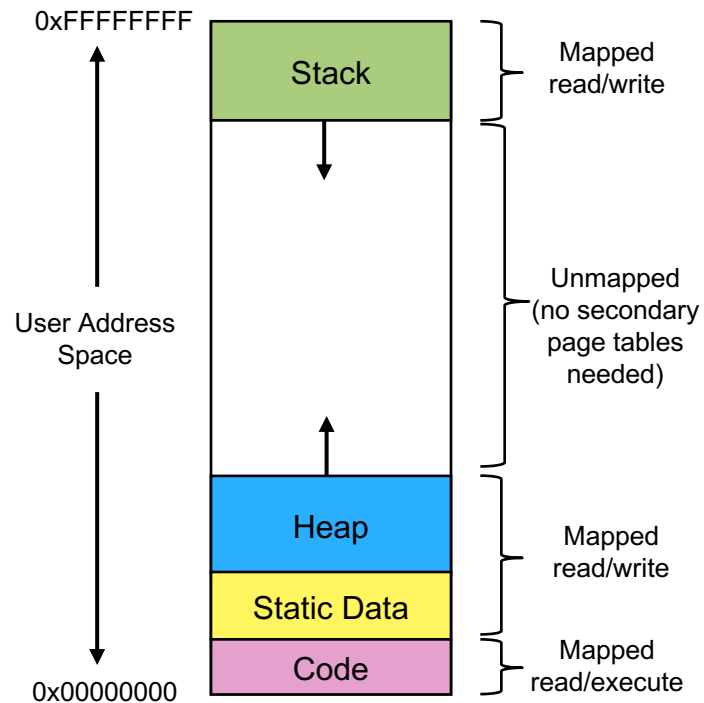 0xFFFFFFFF
Stack
Mapped
read/write
Unmapped
(no secondary
page tables
needed)
User Address
Space
Heap
Mapped
read/write
Static Data
Code
Mapped
read/execute
0x00000000